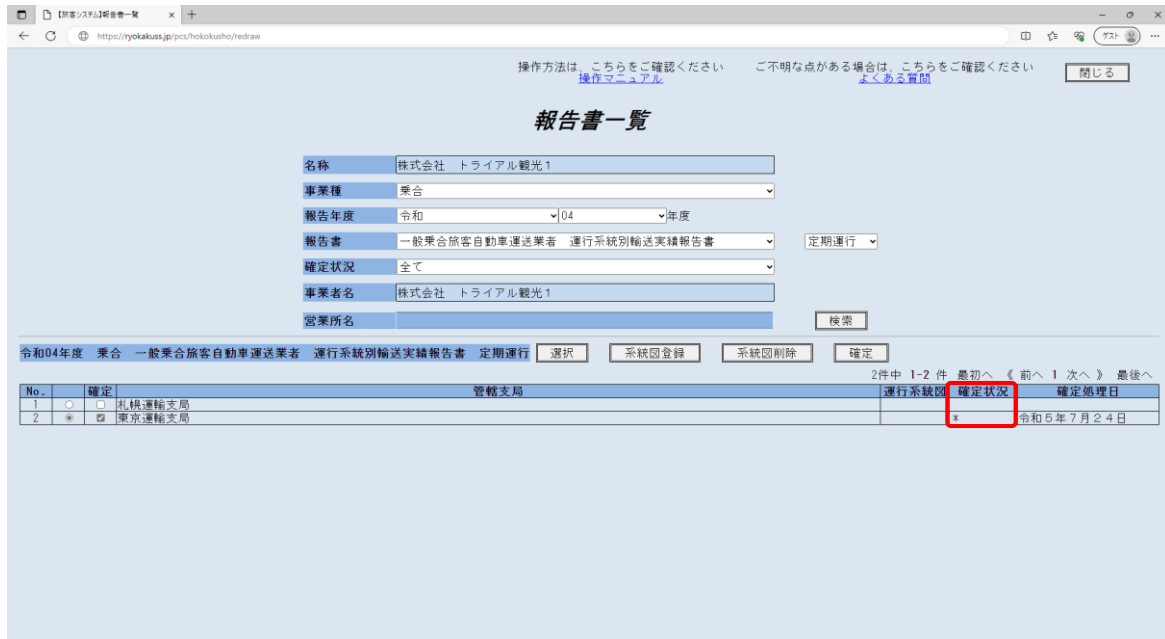 【旅客システム】報告書一覧
https://ryokakuss.jp/pcs/hokokusho/redraw
ゲスト
操作方法は、こちらをご確認ください ご不明な点がある場合は、こちらをご確認ください
操作マニュアル よくある質問
閉じる
報告書一覧
名称 株式会社　トライアル観光1
事業種 乗合
報告年度 令和 04 年度
報告書 一般乗合旅客自動車運送業者　運行系統別輸送実績報告書 定期運行
確定状況 全て
事業者名 株式会社　トライアル観光1
営業所名 検索
令和04年度　乗合　一般乗合旅客自動車運送業者　運行系統別輸送実績報告書　定期運行 選択 系統図登録 系統図削除 確定
2件中 1-2 件 最初へ 《 前へ 1 次へ 》 最後へ
No. 確定 管轄支局 運行系統図 確定状況 確定処理日
1 札幌運輸支局
2 東京運輸支局 * 令和５年７月２４日